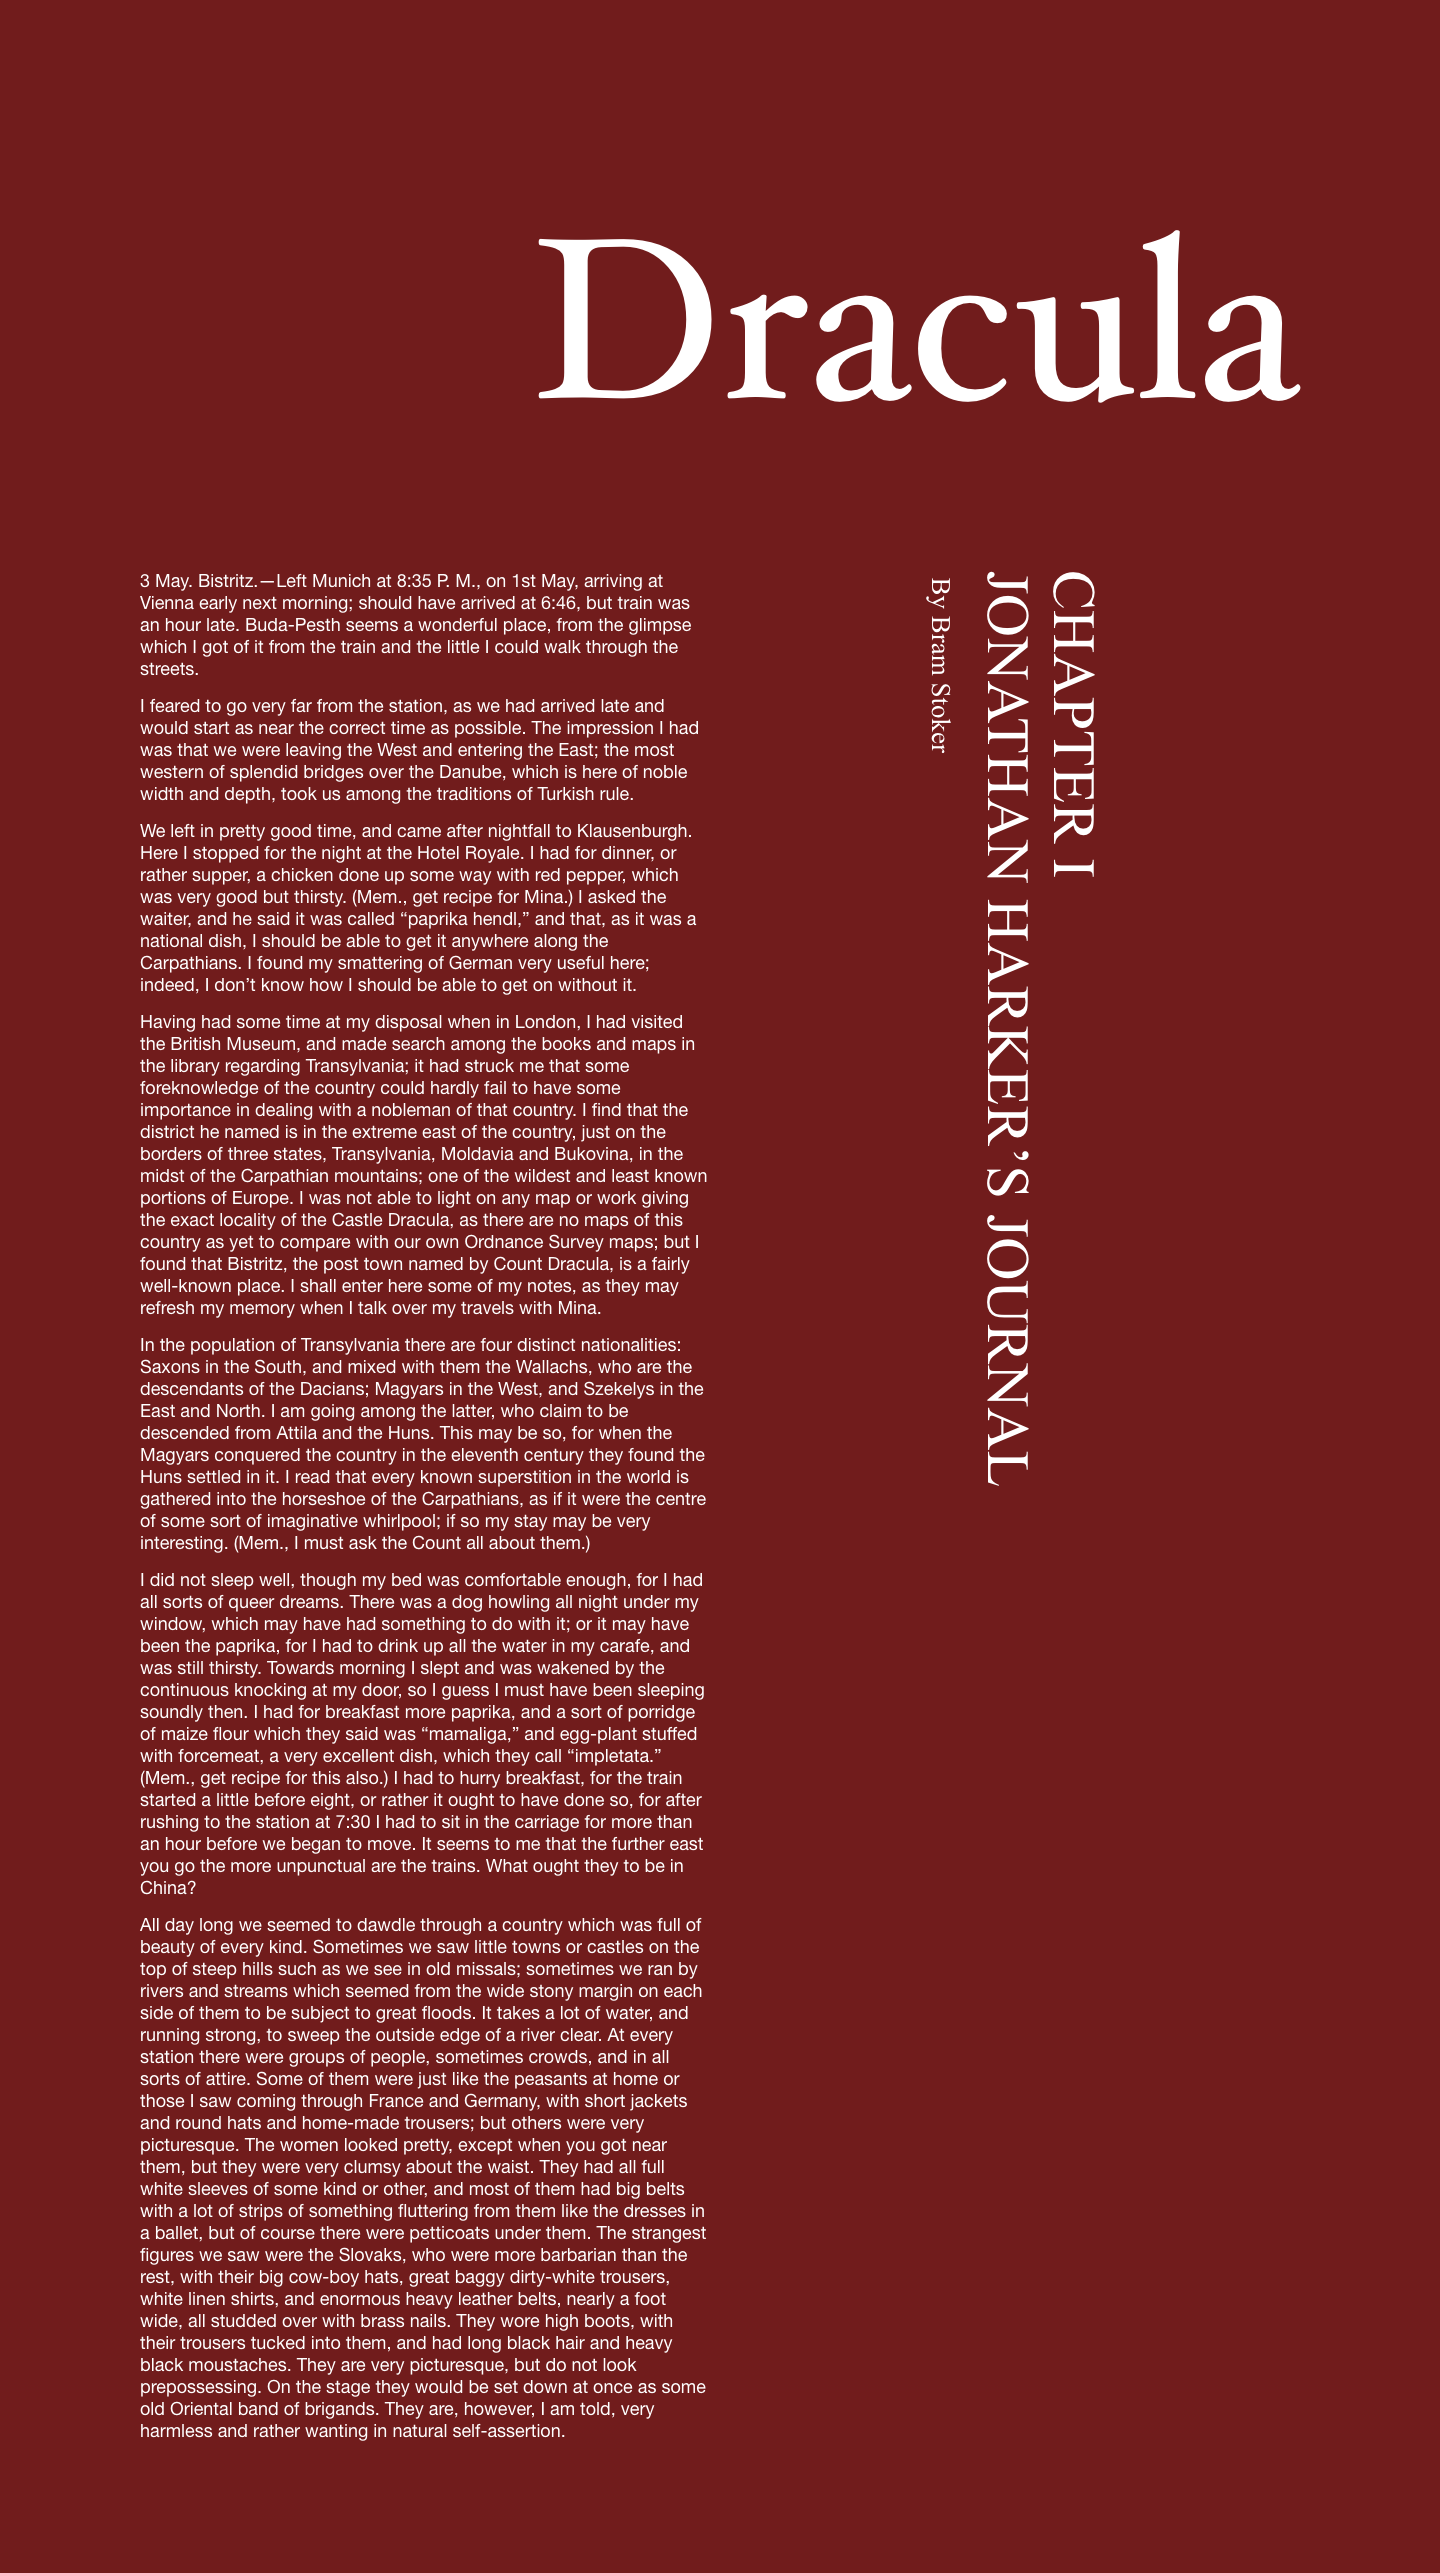 Dracula
CHAPTER I
JONATHAN HARKER’S JOURNAL
By Bram Stoker
3 May. Bistritz.—Left Munich at 8:35 P. M., on 1st May, arriving at
Vienna early next morning; should have arrived at 6:46, but train was
an hour late. Buda-Pesth seems a wonderful place, from the glimpse
which I got of it from the train and the little I could walk through the
streets.
I feared to go very far from the station, as we had arrived late and
would start as near the correct time as possible. The impression I had
was that we were leaving the West and entering the East; the most
western of splendid bridges over the Danube, which is here of noble
width and depth, took us among the traditions of Turkish rule.
We left in pretty good time, and came after nightfall to Klausenburgh.
Here I stopped for the night at the Hotel Royale. I had for dinner, or
rather supper, a chicken done up some way with red pepper, which
was very good but thirsty. (Mem., get recipe for Mina.) I asked the
waiter, and he said it was called “paprika hendl,” and that, as it was a
national dish, I should be able to get it anywhere along the
Carpathians. I found my smattering of German very useful here;
indeed, I don’t know how I should be able to get on without it.
Having had some time at my disposal when in London, I had visited
the British Museum, and made search among the books and maps in
the library regarding Transylvania; it had struck me that some
foreknowledge of the country could hardly fail to have some
importance in dealing with a nobleman of that country. I find that the
district he named is in the extreme east of the country, just on the
borders of three states, Transylvania, Moldavia and Bukovina, in the
midst of the Carpathian mountains; one of the wildest and least known
portions of Europe. I was not able to light on any map or work giving
the exact locality of the Castle Dracula, as there are no maps of this
country as yet to compare with our own Ordnance Survey maps; but I
found that Bistritz, the post town named by Count Dracula, is a fairly
well-known place. I shall enter here some of my notes, as they may
refresh my memory when I talk over my travels with Mina.
In the population of Transylvania there are four distinct nationalities:
Saxons in the South, and mixed with them the Wallachs, who are the
descendants of the Dacians; Magyars in the West, and Szekelys in the
East and North. I am going among the latter, who claim to be
descended from Attila and the Huns. This may be so, for when the
Magyars conquered the country in the eleventh century they found the
Huns settled in it. I read that every known superstition in the world is
gathered into the horseshoe of the Carpathians, as if it were the centre
of some sort of imaginative whirlpool; if so my stay may be very
interesting. (Mem., I must ask the Count all about them.)
I did not sleep well, though my bed was comfortable enough, for I had
all sorts of queer dreams. There was a dog howling all night under my
window, which may have had something to do with it; or it may have
been the paprika, for I had to drink up all the water in my carafe, and
was still thirsty. Towards morning I slept and was wakened by the
continuous knocking at my door, so I guess I must have been sleeping
soundly then. I had for breakfast more paprika, and a sort of porridge
of maize flour which they said was “mamaliga,” and egg-plant stuffed
with forcemeat, a very excellent dish, which they call “impletata.”
(Mem., get recipe for this also.) I had to hurry breakfast, for the train
started a little before eight, or rather it ought to have done so, for after
rushing to the station at 7:30 I had to sit in the carriage for more than
an hour before we began to move. It seems to me that the further east
you go the more unpunctual are the trains. What ought they to be in
China?
All day long we seemed to dawdle through a country which was full of
beauty of every kind. Sometimes we saw little towns or castles on the
top of steep hills such as we see in old missals; sometimes we ran by
rivers and streams which seemed from the wide stony margin on each
side of them to be subject to great floods. It takes a lot of water, and
running strong, to sweep the outside edge of a river clear. At every
station there were groups of people, sometimes crowds, and in all
sorts of attire. Some of them were just like the peasants at home or
those I saw coming through France and Germany, with short jackets
and round hats and home-made trousers; but others were very
picturesque. The women looked pretty, except when you got near
them, but they were very clumsy about the waist. They had all full
white sleeves of some kind or other, and most of them had big belts
with a lot of strips of something fluttering from them like the dresses in
a ballet, but of course there were petticoats under them. The strangest
figures we saw were the Slovaks, who were more barbarian than the
rest, with their big cow-boy hats, great baggy dirty-white trousers,
white linen shirts, and enormous heavy leather belts, nearly a foot
wide, all studded over with brass nails. They wore high boots, with
their trousers tucked into them, and had long black hair and heavy
black moustaches. They are very picturesque, but do not look
prepossessing. On the stage they would be set down at once as some
old Oriental band of brigands. They are, however, I am told, very
harmless and rather wanting in natural self-assertion.